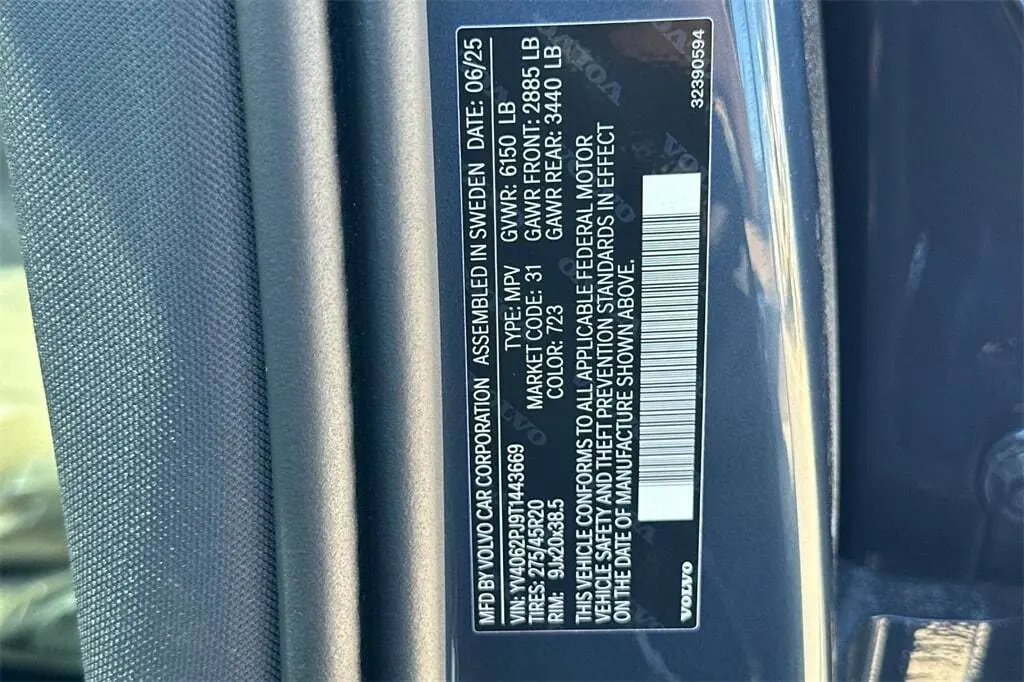 MFD BY VOLVO CAR CORPORATION ASSEMBLED IN SWEDEN DATE: 06/25
VIN: YV4062PJ9T1443669 TYPE: MPV GVWR: 6150 LB
TIRES: 275/45R20 MARKET CODE: 31 GAWR FRONT: 2885 LB
RIM: 9Jx20x38.5 COLOR: 723 GAWR REAR: 3440 LB
THIS VEHICLE CONFORMS TO ALL APPLICABLE FEDERAL MOTOR
VEHICLE SAFETY AND THEFT PREVENTION STANDARDS IN EFFECT
ON THE DATE OF MANUFACTURE SHOWN ABOVE.
VOLVO 32390594